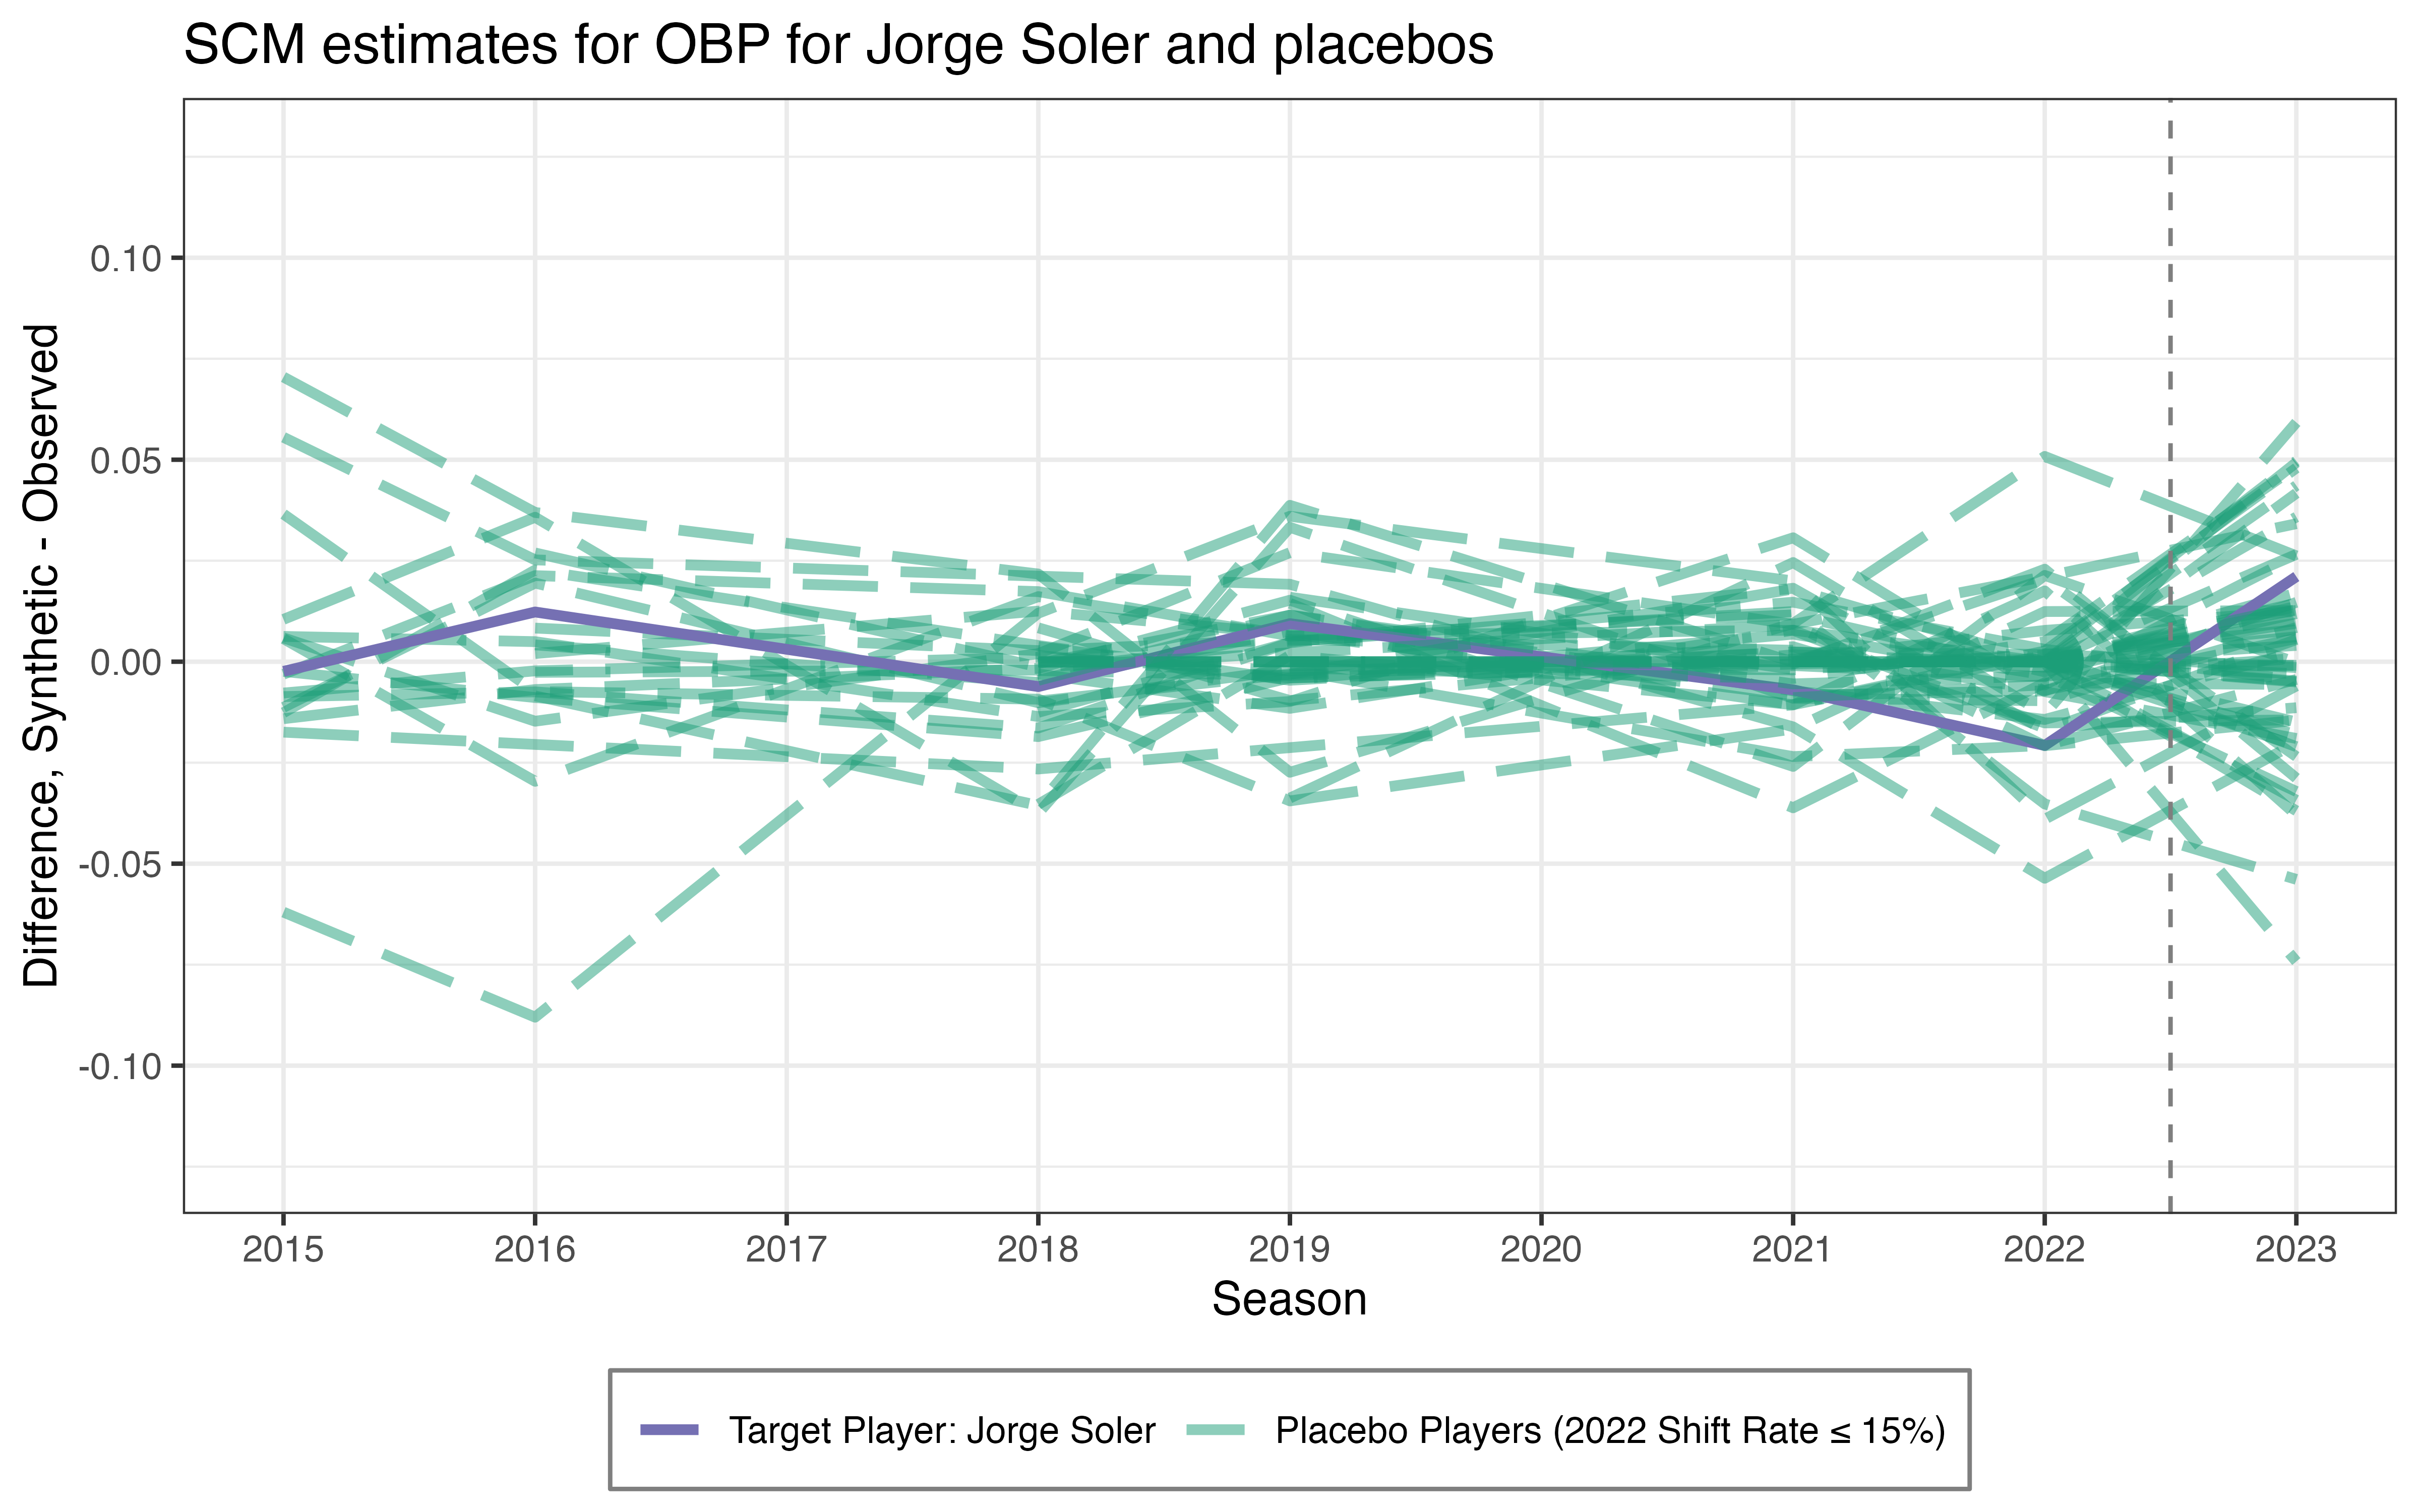 SCM estimates for OBP for Jorge Soler and placebos
Difference, Synthetic - Observed
0.10
0.05
0.00
-0.05
-0.10
2015 2016 2017 2018 2019 2020 2021 2022 2023
Season
Target Player: Jorge Soler Placebo Players (2022 Shift Rate ≤ 15%)